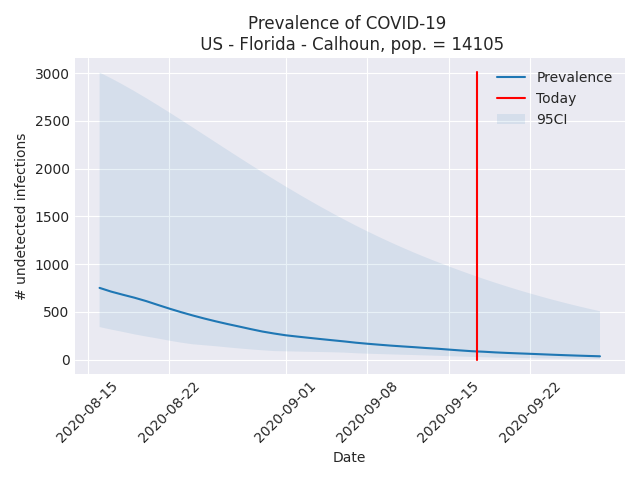 Prevalence of COVID-19
US - Florida - Calhoun, pop. = 14105
Prevalence
Today
95CI
# undetected infections
3000
2500
2000
1500
1000
500
0
2020-08-15
2020-08-22
2020-09-01
2020-09-08
2020-09-15
2020-09-22
Date